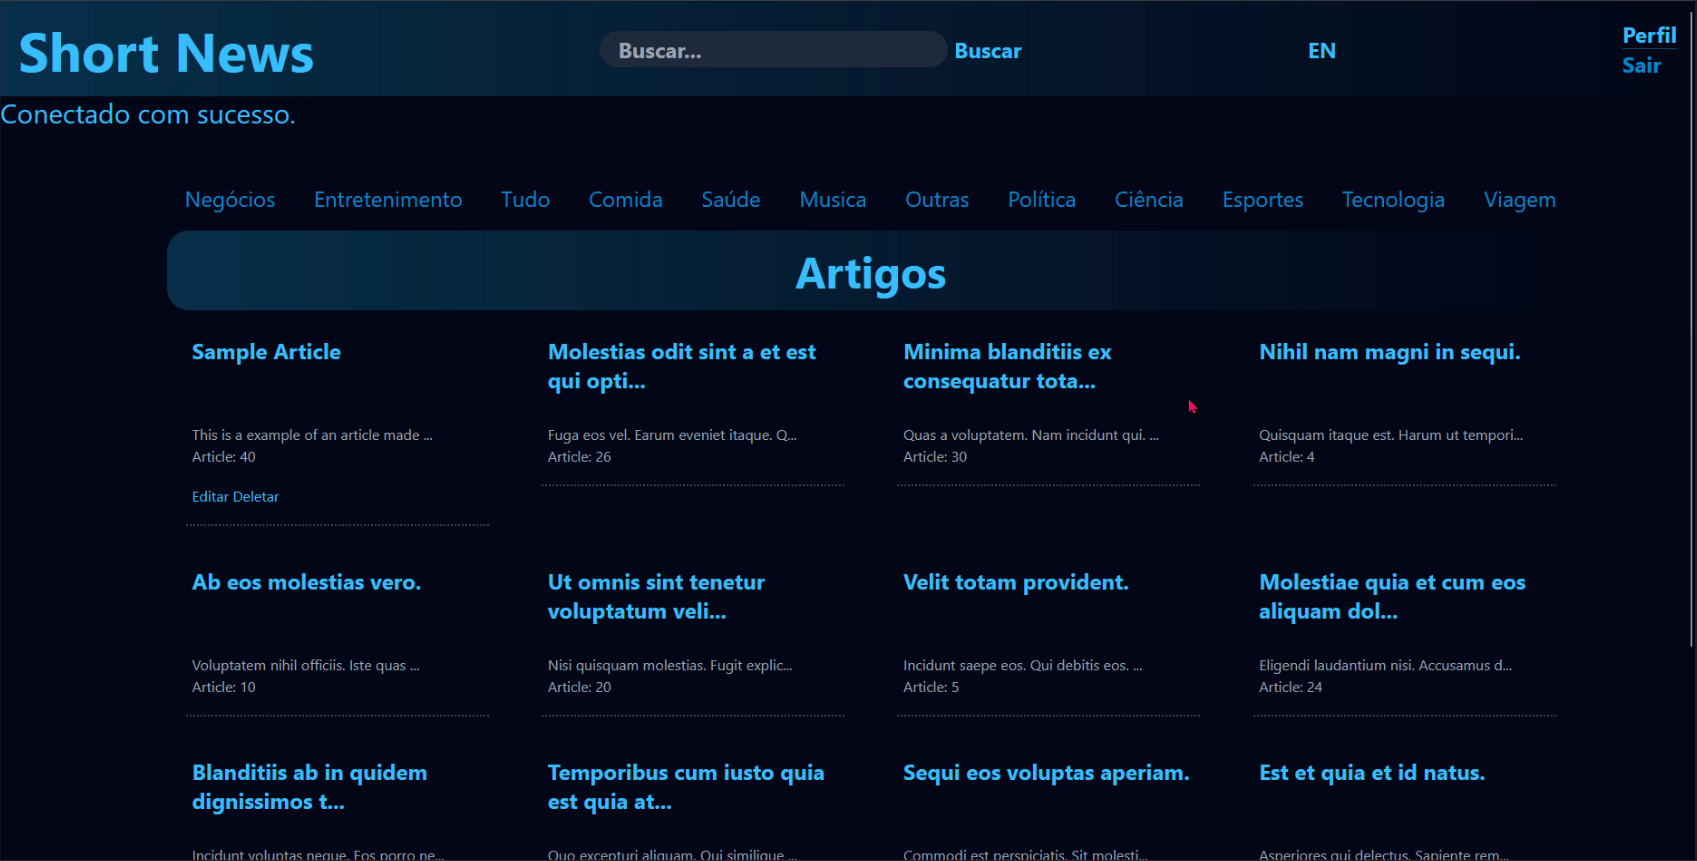 Short News
Buscar...
Buscar
EN
Perfil
Sair
Conectado com sucesso.
Negócios Entretenimento Tudo Comida Saúde Musica Outras Política Ciência Esportes Tecnologia Viagem
Artigos
Sample Article
This is a example of an article made ...
Article: 40
Editar Deletar
Molestias odit sint a et est
qui opti...
Fuga eos vel. Earum eveniet itaque. Q...
Article: 26
Minima blanditiis ex
consequatur tota...
Quas a voluptatem. Nam incidunt qui. ...
Article: 30
Nihil nam magni in sequi.
Quisquam itaque est. Harum ut tempori...
Article: 4
Ab eos molestias vero.
Voluptatem nihil officiis. Iste quas ...
Article: 10
Ut omnis sint tenetur
voluptatum veli...
Nisi quisquam molestias. Fugit explic...
Article: 20
Velit totam provident.
Incidunt saepe eos. Qui debitis eos. ...
Article: 5
Molestiae quia et cum eos
aliquam dol...
Eligendi laudantium nisi. Accusamus d...
Article: 24
Blanditiis ab in quidem
dignissimos t...
Incidunt voluptas neque. Eos porro ne...
Temporibus cum iusto quia
est quia at...
Quo excepturi aliquam. Qui similique ...
Sequi eos voluptas aperiam.
Commodi est perspiciatis. Sit molesti...
Est et quia et id natus.
Asperiores qui delectus. Sapiente rem...